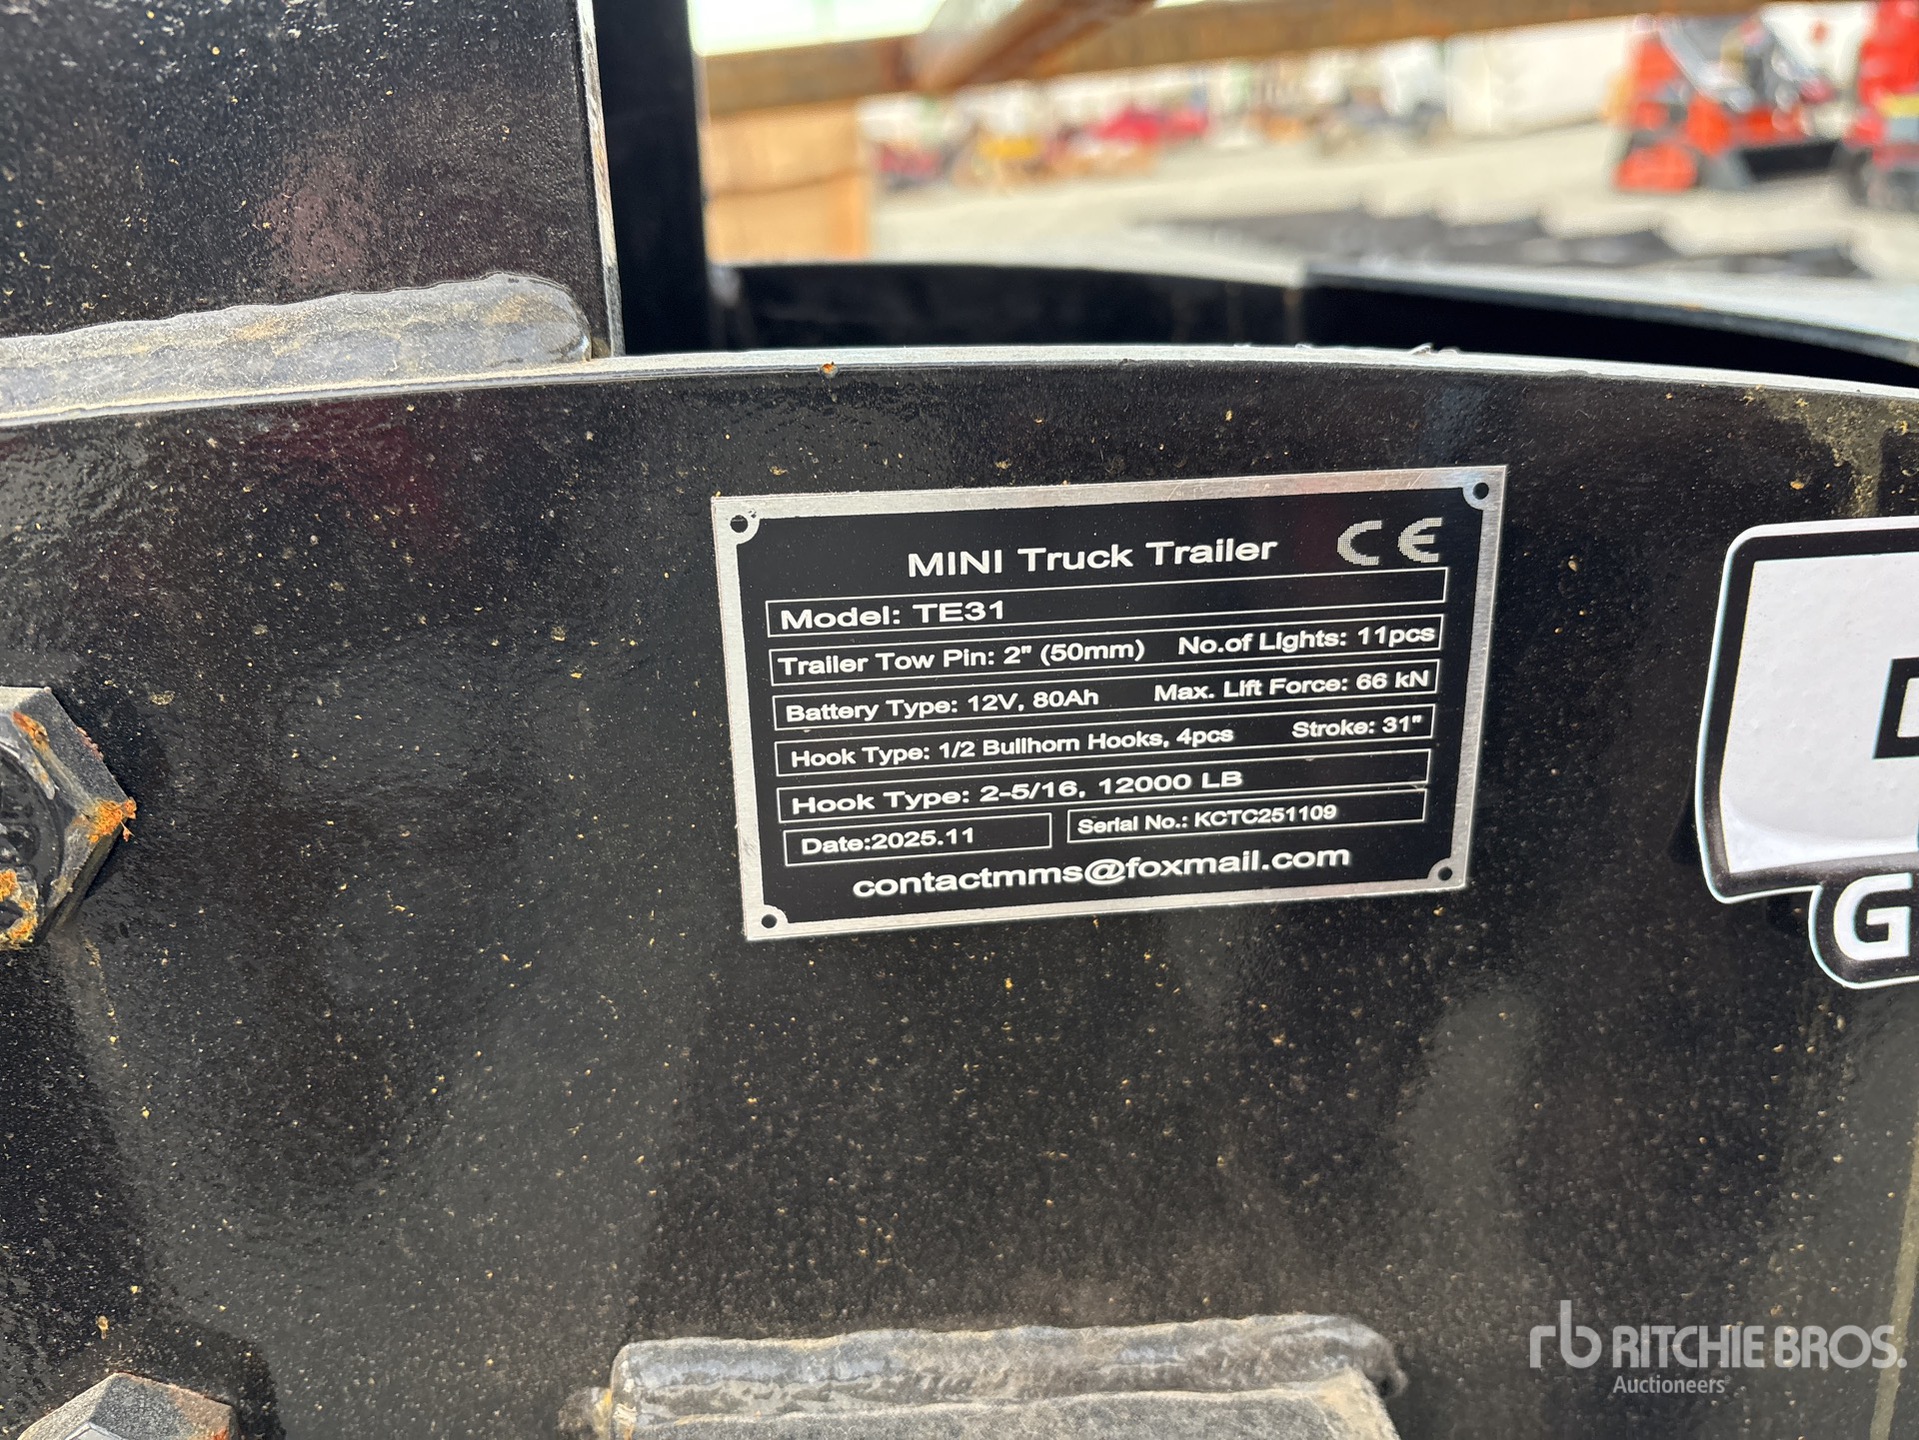 MINI Truck Trailer CE
Model: TE31
Trailer Tow Pin: 2" (50mm) No.of Lights: 11pcs
Battery Type: 12V, 80Ah Max. Lift Force: 66 kN
Hook Type: 1/2 Bullhorn Hooks, 4pcs Stroke: 31"
Hook Type: 2-5/16, 12000 LB
Date:2025.11 Serial No.: KCTC251109
contactmms@foxmail.com
G
rb RITCHIE BROS.
Auctioneers